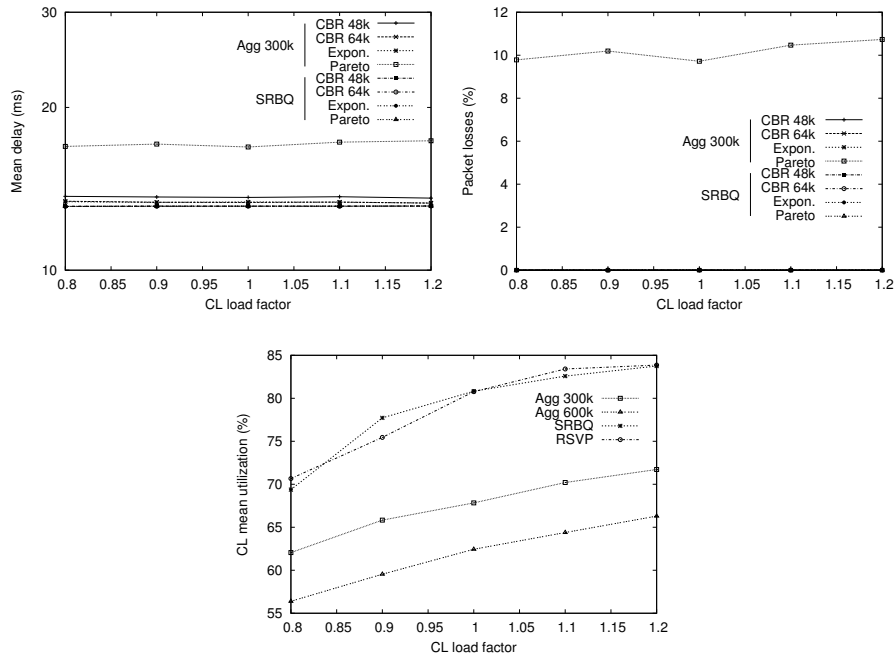 30
20
10
Mean delay (ms)
0.8 0.85 0.9 0.95 1 1.05 1.1 1.15 1.2
CL load factor
Agg 300k
CBR 48k
CBR 64k
Expon.
Pareto
SRBQ
CBR 48k
CBR 64k
Expon.
Pareto
12
10
8
6
4
2
0
Packet losses (%)
0.8 0.85 0.9 0.95 1 1.05 1.1 1.15 1.2
CL load factor
Agg 300k
CBR 48k
CBR 64k
Expon.
Pareto
SRBQ
CBR 48k
CBR 64k
Expon.
Pareto
85
80
75
70
65
60
55
CL mean utilization (%)
0.8 0.85 0.9 0.95 1 1.05 1.1 1.15 1.2
CL load factor
Agg 300k
Agg 600k
SRBQ
RSVP